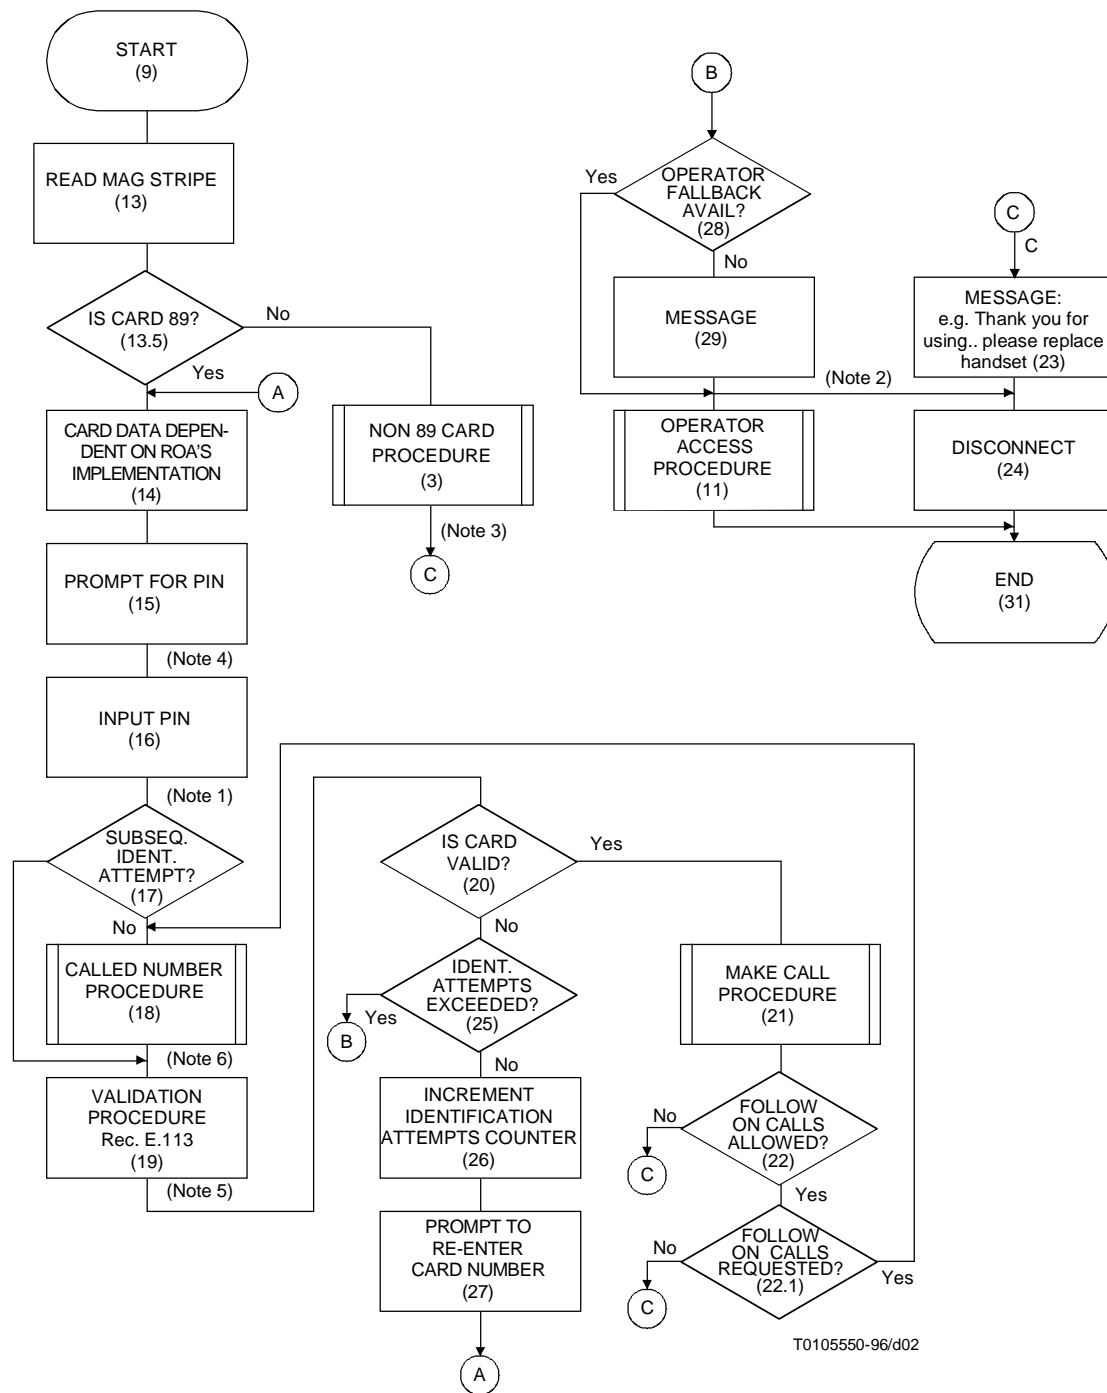 START
(9)
READ MAG STRIPE
(13)
IS CARD 89?
(13.5)
No
Yes
A
CARD DATA DEPEN-
DENT ON ROA'S
IMPLEMENTATION
(14)
NON 89 CARD
PROCEDURE
(3)
(Note 3)
C
PROMPT FOR PIN
(15)
(Note 4)
INPUT PIN
(16)
(Note 1)
SUBSEQ.
IDENT.
ATTEMPT?
(17)
No
CALLED NUMBER
PROCEDURE
(18)
(Note 6)
VALIDATION
PROCEDURE
Rec. E.113
(19)
(Note 5)
IS CARD
VALID?
(20)
Yes
No
IDENT.
ATTEMPTS
EXCEEDED?
(25)
Yes
B
No
INCREMENT
IDENTIFICATION
ATTEMPTS COUNTER
(26)
PROMPT TO
RE-ENTER
CARD NUMBER
(27)
A
MAKE CALL
PROCEDURE
(21)
FOLLOW
ON CALLS
ALLOWED?
(22)
No
C
Yes
FOLLOW
ON CALLS
REQUESTED?
(22.1)
No
C
Yes
B
OPERATOR
FALLBACK
AVAIL?
(28)
Yes
No
MESSAGE
(29)
(Note 2)
OPERATOR
ACCESS
PROCEDURE
(11)
C
C
MESSAGE:
e.g. Thank you for
using.. please replace
handset (23)
DISCONNECT
(24)
END
(31)
T0105550-96/d02